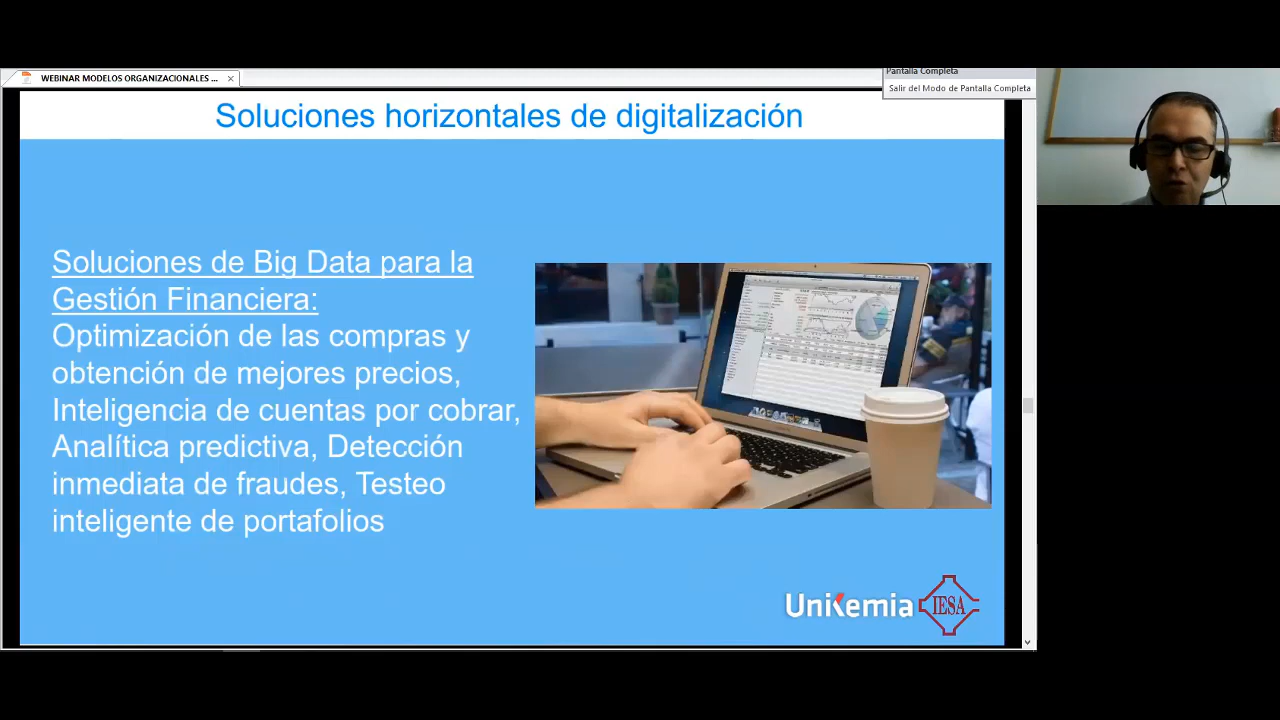 WEBINAR MODELOS ORGANIZACIONALES ...
Pantalla Completa
Salir del Modo de Pantalla Completa
Soluciones horizontales de digitalización
Soluciones de Big Data para la
Gestión Financiera:
Optimización de las compras y
obtención de mejores precios,
Inteligencia de cuentas por cobrar,
Analítica predictiva, Detección
inmediata de fraudes, Testeo
inteligente de portafolios
UniKemia
IESA